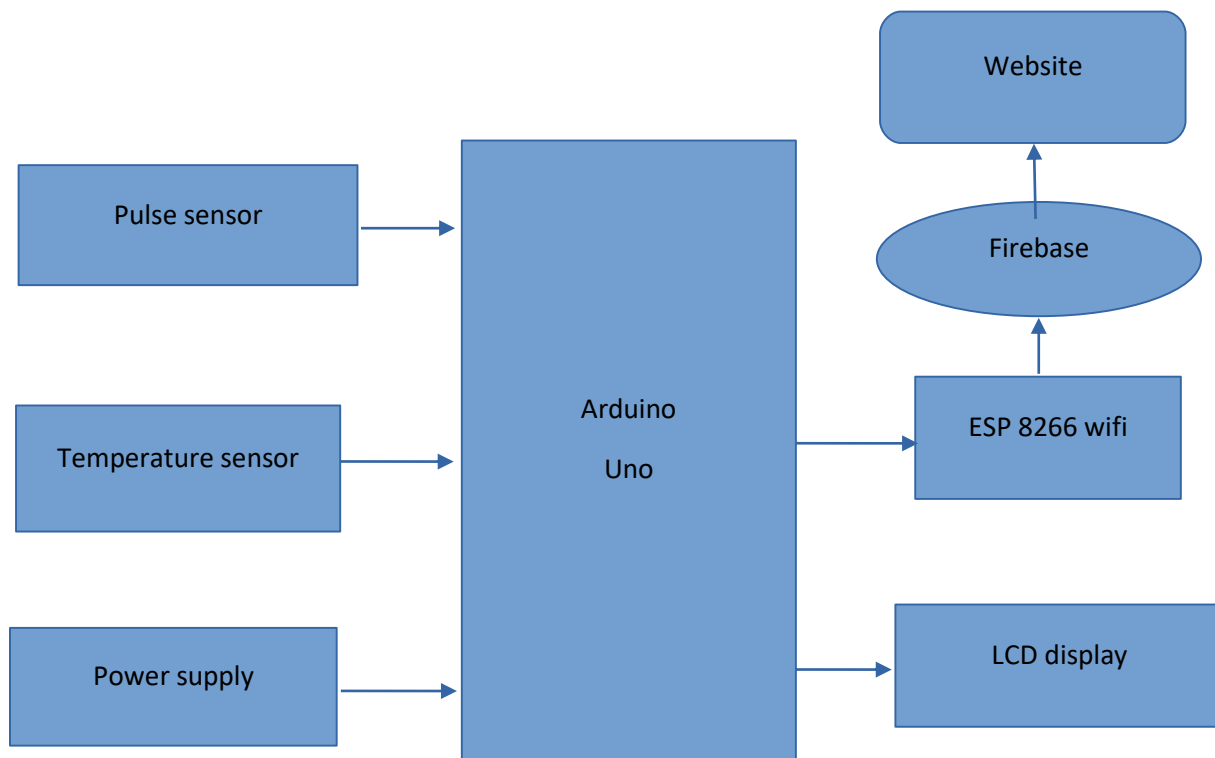 Website
Pulse sensor
Firebase
Arduino
Uno
ESP 8266 wifi
Temperature sensor
LCD display
Power supply